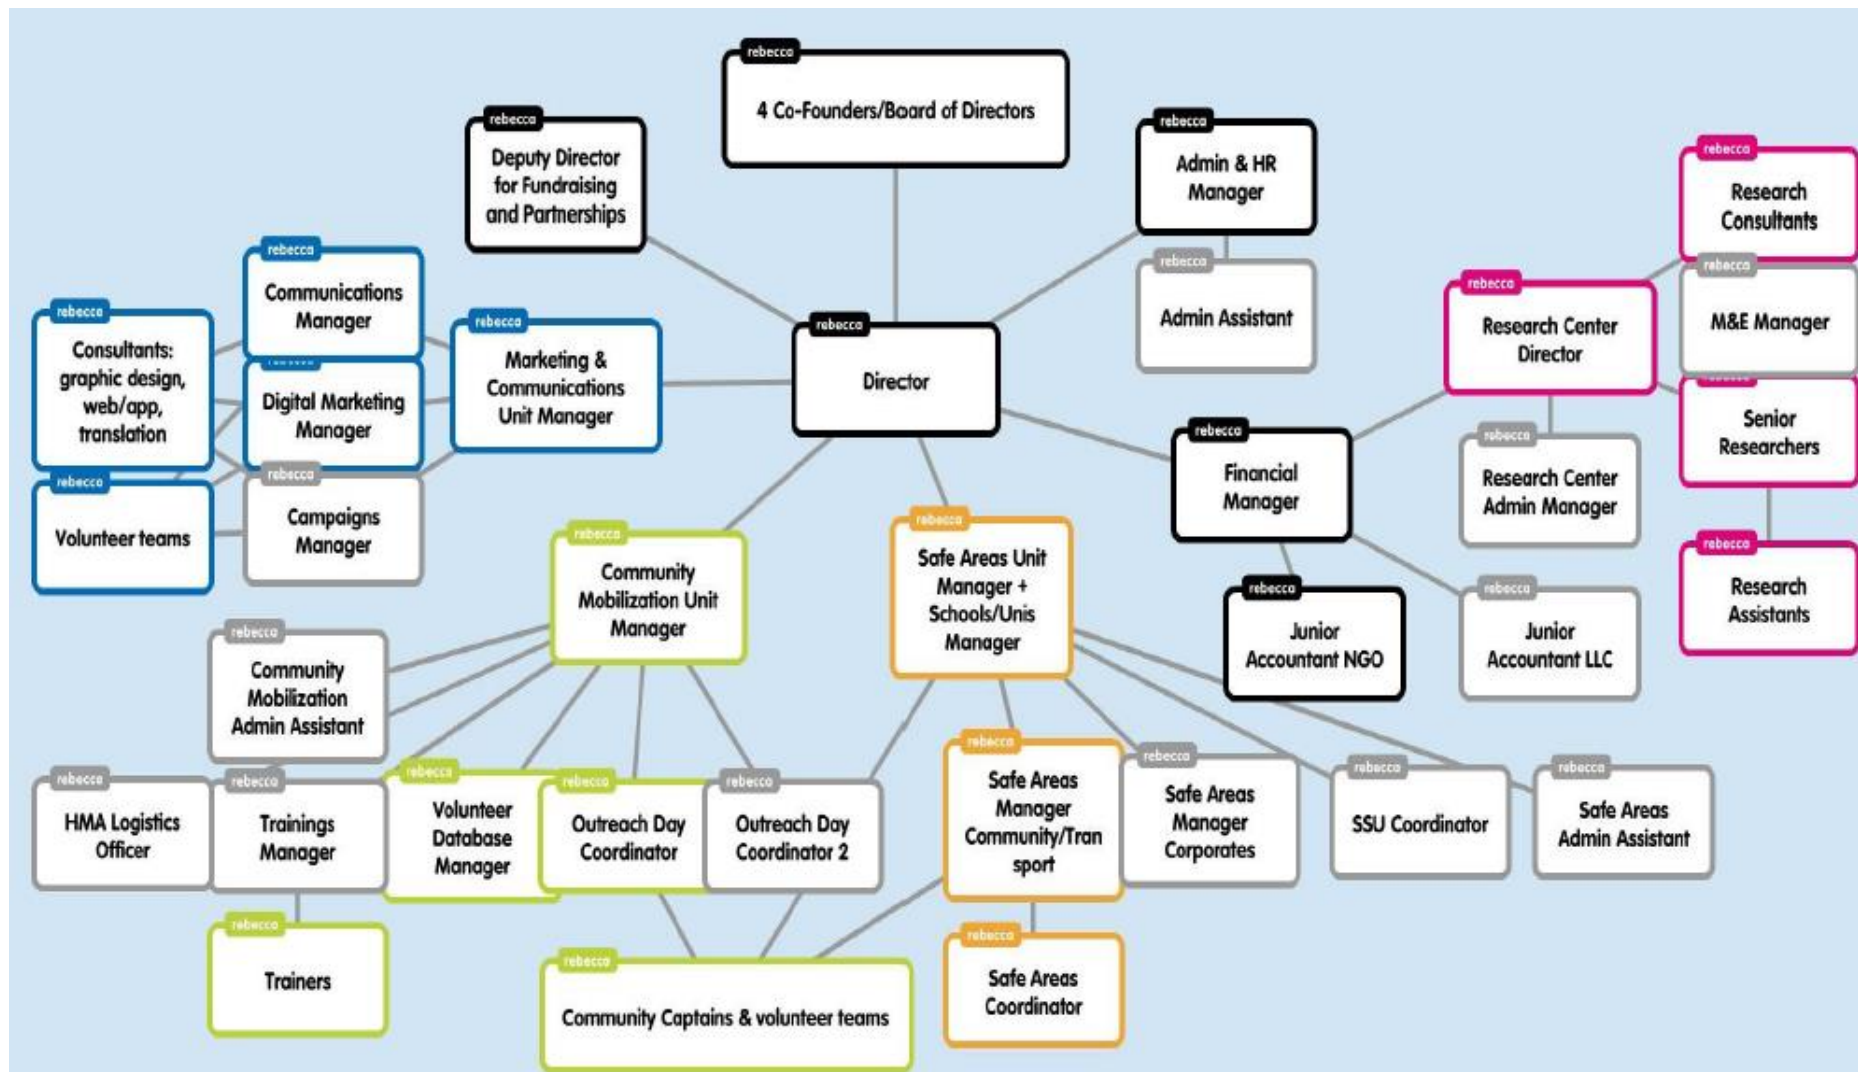 rebecca
4 Co-Founders/Board of Directors
rebecca
Deputy Director
for Fundraising
and Partnerships
rebecca
Admin & HR
Manager
rebecca
Admin Assistant
rebecca
Research
Consultants
rebecca
M&E Manager
rebecca
Research Center
Director
rebecca
Communications
Manager
rebecca
Consultants:
graphic design,
web/app,
translation
rebecca
Marketing &
Communications
Unit Manager
rebecca
Director
Digital Marketing
Manager
Senior
Researchers
rebecca
Financial
Manager
rebecca
Research Center
Admin Manager
rebecca
Volunteer teams
rebecca
Campaigns
Manager
rebecca
Community
Mobilization Unit
Manager
rebecca
Safe Areas Unit
Manager +
Schools/Unis
Manager
rebecca
Junior
Accountant NGO
rebecca
Junior
Accountant LLC
rebecca
Research
Assistants
rebecca
Community
Mobilization
Admin Assistant
rebecca
HMA Logistics
Officer
rebecca
Trainings
Manager
rebecca
Volunteer
Database
Manager
rebecca
Outreach Day
Coordinator
rebecca
Outreach Day
Coordinator 2
rebecca
Safe Areas
Manager
Community/Tran
sport
rebecca
Safe Areas
Manager
Corporates
rebecca
SSU Coordinator
rebecca
Safe Areas
Admin Assistant
rebecca
Trainers
rebecca
Community Captains & volunteer teams
rebecca
Safe Areas
Coordinator